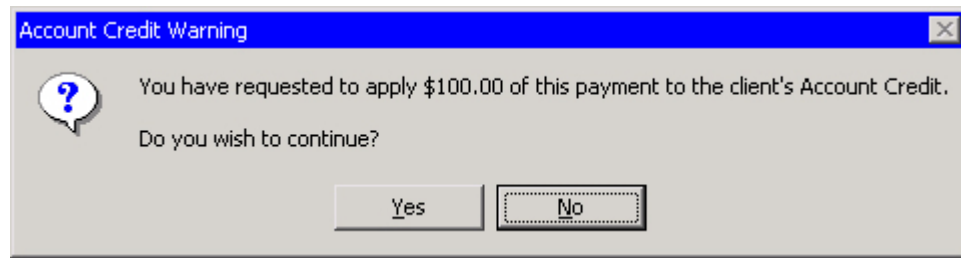 Account Credit Warning
You have requested to apply $100.00 of this payment to the client's Account Credit.
Do you wish to continue?
Yes No